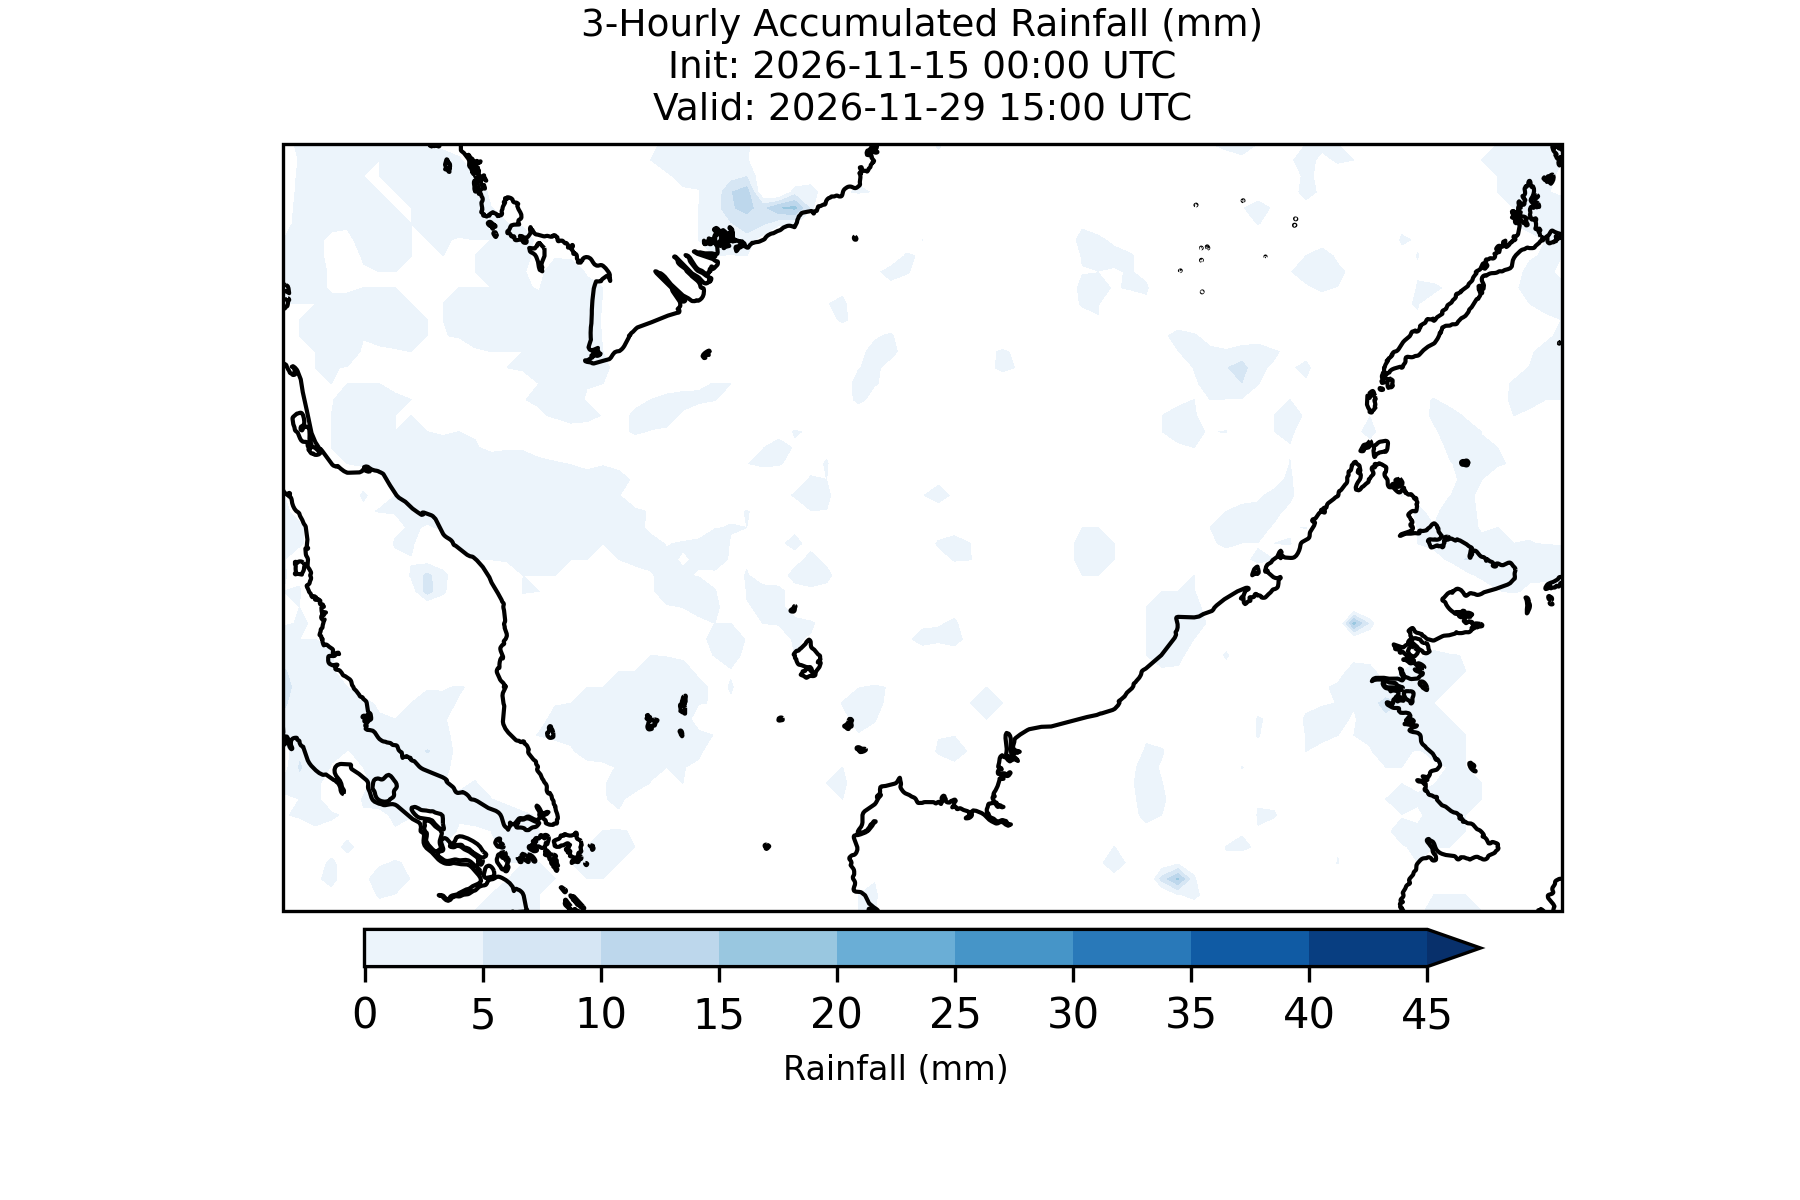 3-Hourly Accumulated Rainfall (mm)
Init: 2026-11-15 00:00 UTC
Valid: 2026-11-29 15:00 UTC
0 5 10 15 20 25 30 35 40 45
Rainfall (mm)